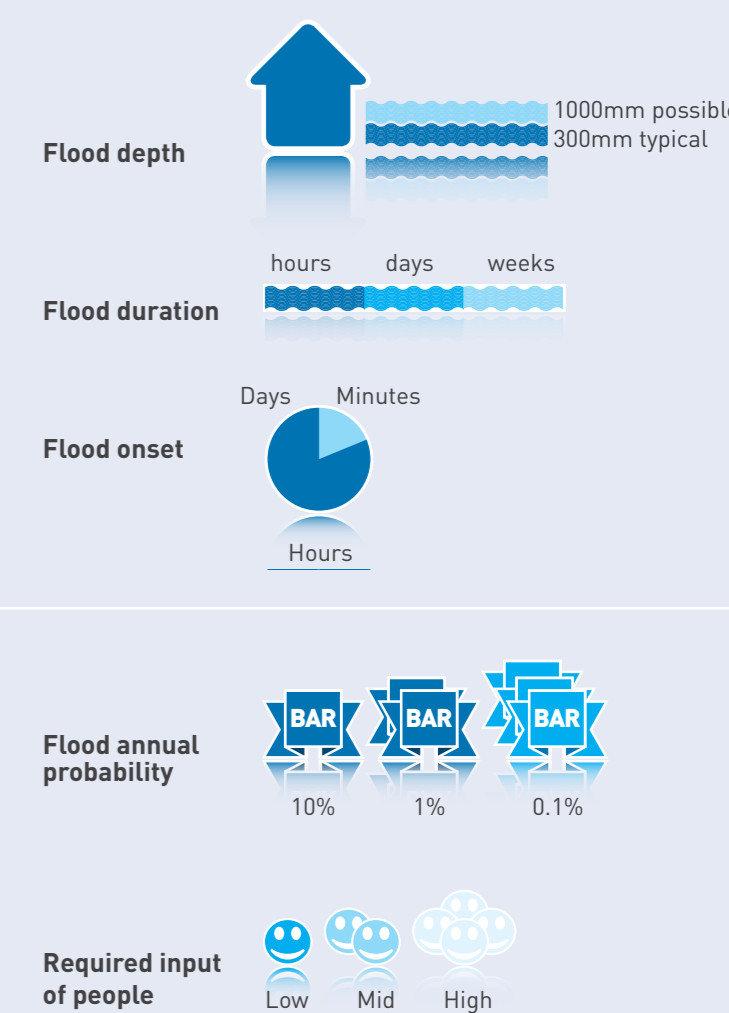 1000mm possible
300mm typical
Flood depth
hours days weeks
Flood duration
Days Minutes
Flood onset
Hours
BAR BAR BAR
Flood annual
probability
10% 1% 0.1%
Required input
of people
Low Mid High